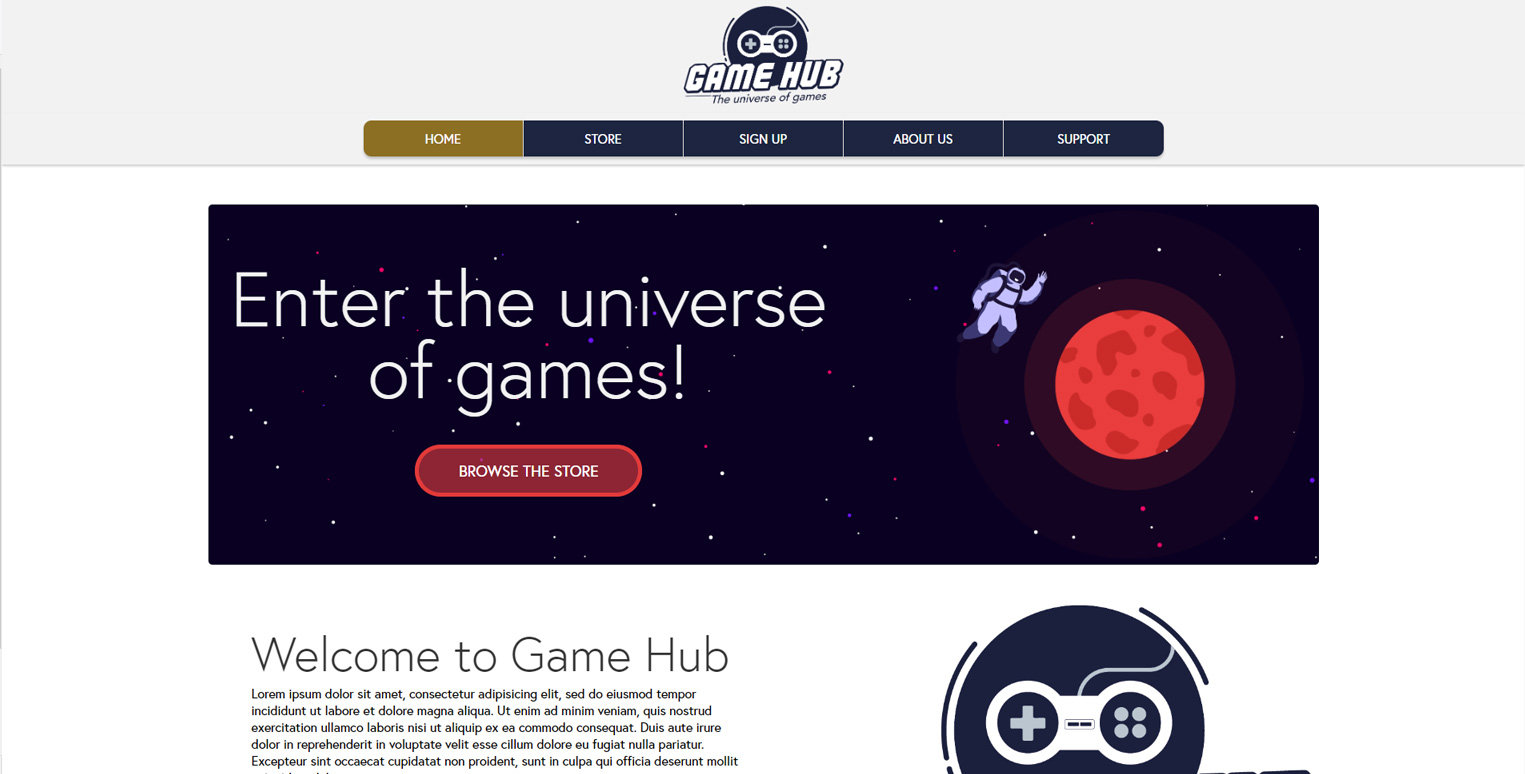 GAME HUB
The universe of games
HOME STORE SIGN UP ABOUT US SUPPORT
Enter the universe
of games!
BROWSE THE STORE
Welcome to Game Hub
Lorem ipsum dolor sit amet, consectetur adipisicing elit, sed do eiusmod tempor
incididunt ut labore et dolore magna aliqua. Ut enim ad minim veniam, quis nostrud
exercitation ullamco laboris nisi ut aliquip ex ea commodo consequat. Duis aute irure
dolor in reprehenderit in voluptate velit esse cillum dolore eu fugiat nulla pariatur.
Excepteur sint occaecat cupidatat non proident, sunt in culpa qui officia deserunt mollit